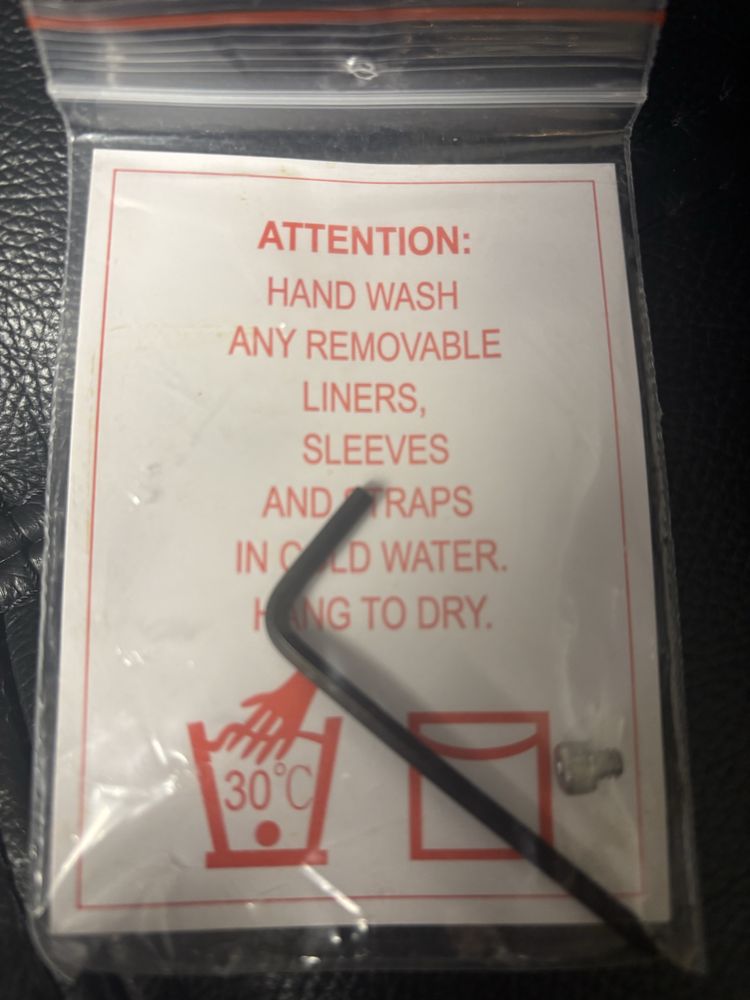 ATTENTION:
HAND WASH
ANY REMOVABLE
LINERS,
SLEEVES
AND STRAPS
IN COLD WATER.
HANG TO DRY.
30°C